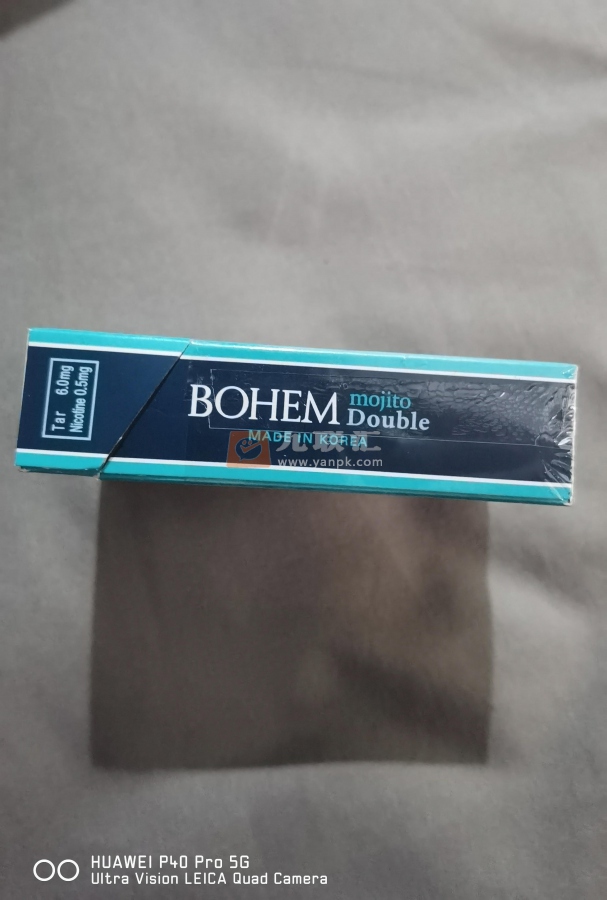 Tar 6.0mg
Nicotine 0.5mg
BOHEM mojito
Double
MADE IN KOREA
www.yanpk.com
HUAWEI P40 Pro 5G
Ultra Vision LEICA Quad Camera